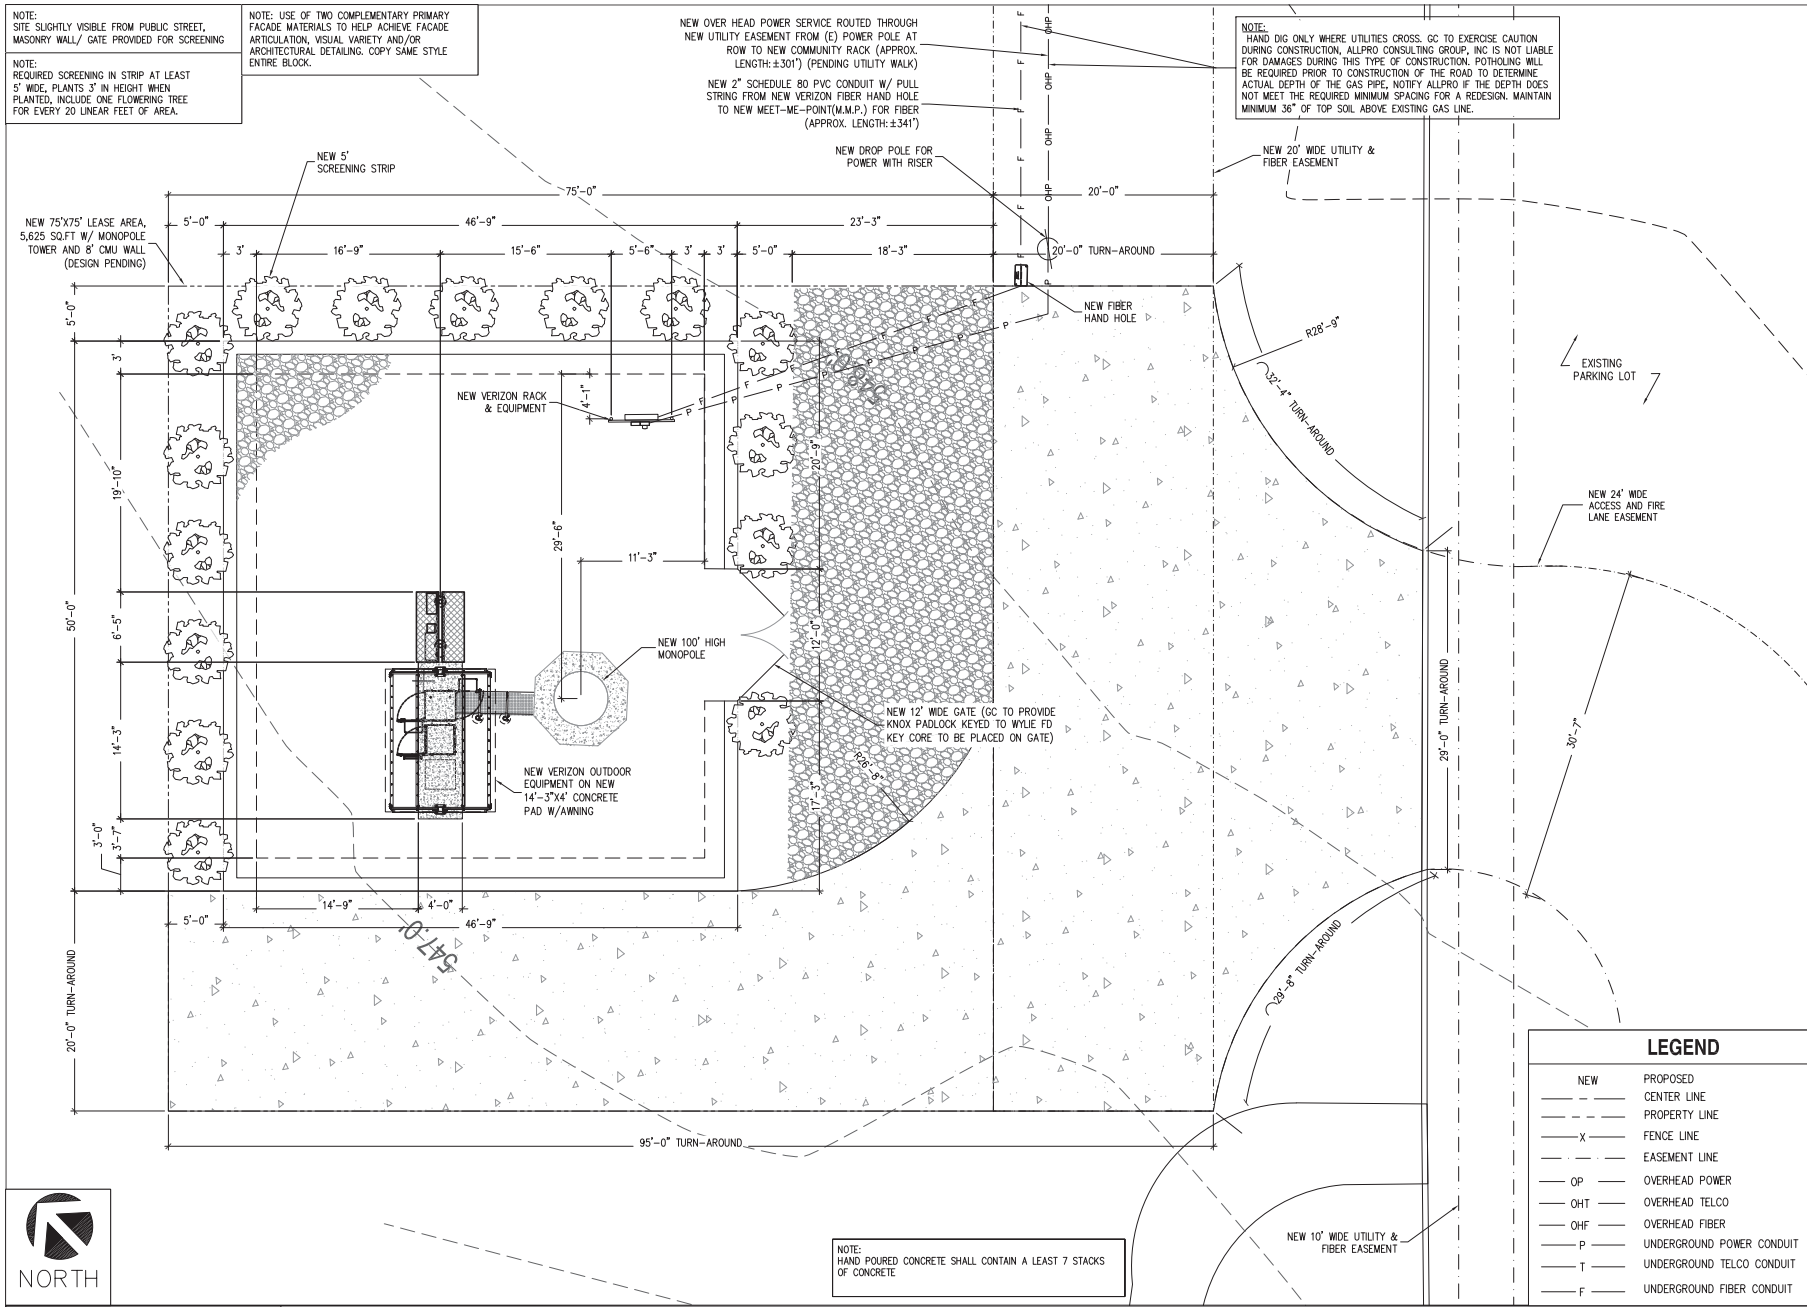 NOTE:
SITE SLIGHTLY VISIBLE FROM PUBLIC STREET,
MASONRY WALL/ GATE PROVIDED FOR SCREENING
NOTE:
REQUIRED SCREENING IN STRIP AT LEAST
5' WIDE, PLANTS 3' IN HEIGHT WHEN
PLANTED, INCLUDE ONE FLOWERING TREE
FOR EVERY 20 LINEAR FEET OF AREA.
NOTE: USE OF TWO COMPLEMENTARY PRIMARY
FACADE MATERIALS TO HELP ACHIEVE FACADE
ARTICULATION, VISUAL VARIETY AND/OR
ARCHITECTURAL DETAILING. COPY SAME STYLE
ENTIRE BLOCK.
NEW OVER HEAD POWER SERVICE ROUTED THROUGH
NEW UTILITY EASEMENT FROM (E) POWER POLE AT
ROW TO NEW COMMUNITY RACK (APPROX.
LENGTH:±301') (PENDING UTILITY WALK)
NEW 2" SCHEDULE 80 PVC CONDUIT W/ PULL
STRING FROM NEW VERIZON FIBER HAND HOLE
TO NEW MEET-ME-POINT(M.M.P.) FOR FIBER
(APPROX. LENGTH:±341')
NEW DROP POLE FOR
POWER WITH RISER
F
F
F
F
F
F
OHP
OHP
OHP
OHP
NOTE:
HAND DIG ONLY WHERE UTILITIES CROSS. GC TO EXERCISE CAUTION
DURING CONSTRUCTION, ALLPRO CONSULTING GROUP, INC IS NOT LIABLE
FOR DAMAGES DURING THIS TYPE OF CONSTRUCTION. POTHOLING WILL
BE REQUIRED PRIOR TO CONSTRUCTION OF THE ROAD TO DETERMINE
ACTUAL DEPTH OF THE GAS PIPE, NOTIFY ALLPRO IF THE DEPTH DOES
NOT MEET THE REQUIRED MINIMUM SPACING FOR A REDESIGN. MAINTAIN
MINIMUM 36" OF TOP SOIL ABOVE EXISTING GAS LINE.
NEW 20' WIDE UTILITY &
FIBER EASEMENT
NEW 5'
SCREENING STRIP
75'-0"
20'-0"
NEW 75'X75' LEASE AREA,
5,625 SQ.FT W/ MONOPOLE
TOWER AND 8' CMU WALL
(DESIGN PENDING)
5'-0"
46'-9"
23'-3"
3'
16'-9"
15'-6"
5'-6"
3'
3'
5'-0"
18'-3"
20'-0" TURN-AROUND
5'-0"
NEW FIBER
HAND HOLE
P
F
F
F
F
F
P
P
P
P
P
P
R28'-9"
EXISTING
PARKING LOT
32'-4" TURN-AROUND
3'
4'-1"
NEW VERIZON RACK
& EQUIPMENT
20'-9"
19'-10"
29'-6"
11'-3"
NEW 24' WIDE
ACCESS AND FIRE
LANE EASEMENT
50'-0"
6'-5"
12'-0"
NEW 100' HIGH
MONOPOLE
29'-0" TURN-AROUND
30'-7"
NEW 12' WIDE GATE (GC TO PROVIDE
KNOX PADLOCK KEYED TO WYLIE FD
KEY CORE TO BE PLACED ON GATE)
14'-3"
R26'-8"
17'-3"
NEW VERIZON OUTDOOR
EQUIPMENT ON NEW
14'-3"X4' CONCRETE
PAD W/AWNING
3'-0"
3'-7"
14'-9"
4'-0"
5'-0"
46'-9"
547.0'
20'-0" TURN-AROUND
29'-8" TURN-AROUND
95'-0" TURN-AROUND
NORTH
NOTE:
HAND POURED CONCRETE SHALL CONTAIN A LEAST 7 STACKS
OF CONCRETE
NEW 10' WIDE UTILITY &
FIBER EASEMENT
LEGEND
NEW PROPOSED
CENTER LINE
PROPERTY LINE
X FENCE LINE
EASEMENT LINE
OP OVERHEAD POWER
OHT OVERHEAD TELCO
OHF OVERHEAD FIBER
P UNDERGROUND POWER CONDUIT
T UNDERGROUND TELCO CONDUIT
F UNDERGROUND FIBER CONDUIT